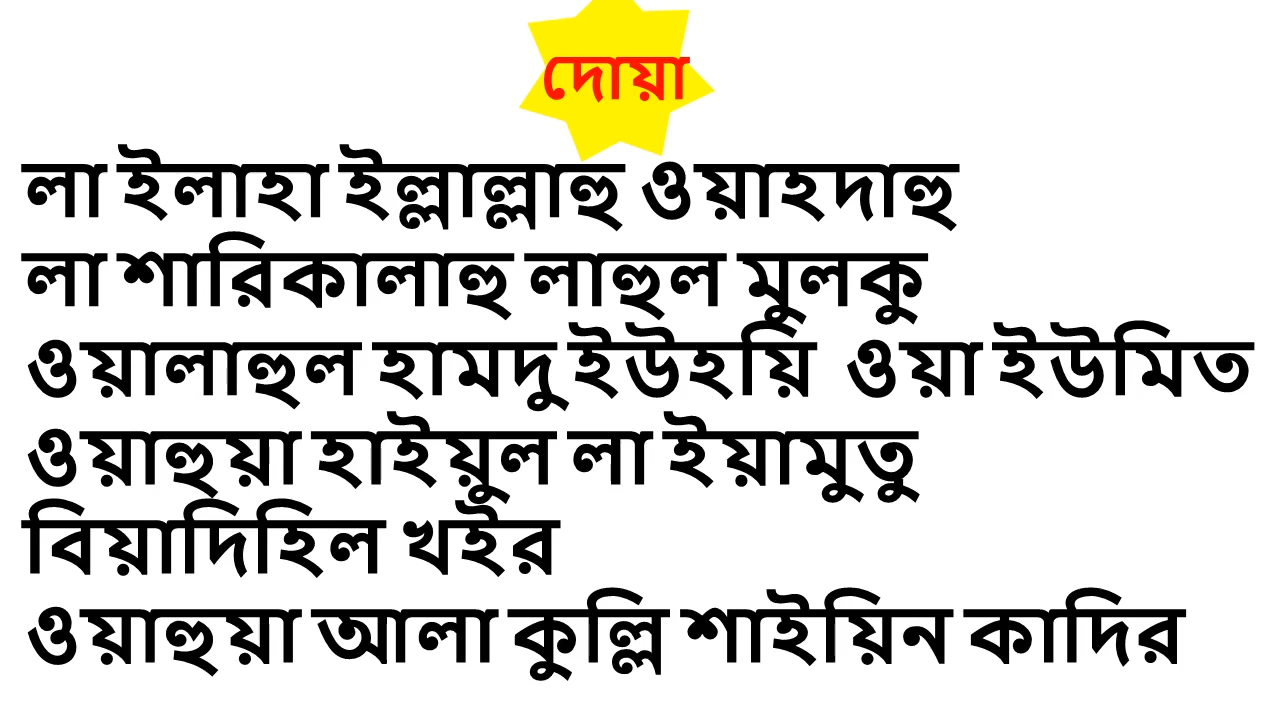 দোয়া
লা ইলাহা ইল্লাল্লাহু ওয়াহদাহু
লা শারিকালাহু লাহুল মুলকু
ওয়ালাহুল হামদু ইউহয়ি ওয়া ইউমিত
ওয়াহুয়া হাইয়ুল লা ইয়ামুতু
বিয়াদিহিল খইর
ওয়াহুয়া আলা কুল্লি শাইয়িন কাদির